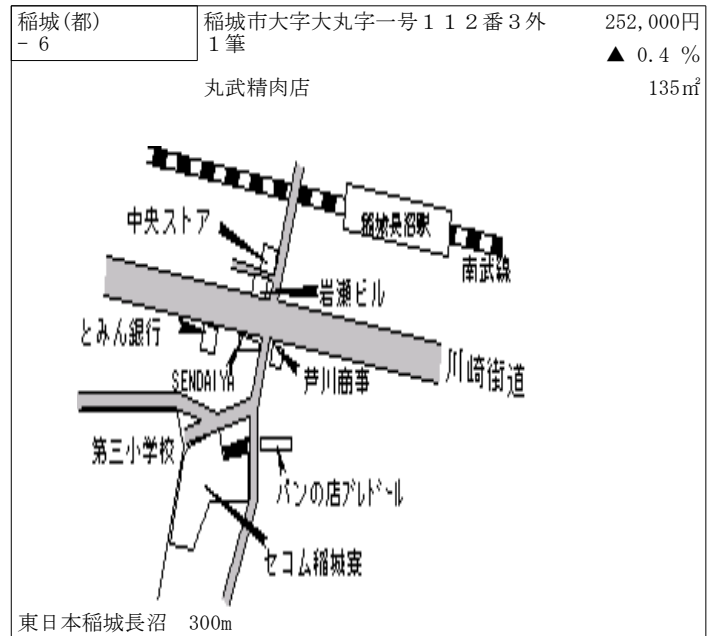 稲城(都)
- 6
稲城市大字大丸字一号１１２番３外
１筆
252,000円
▲ 0.4 %
丸武精肉店
135㎡
中央ストア
稲城長沼駅
南武線
岩瀬ビル
とみん銀行
SENDAIYA
芦川商事
川崎街道
第三小学校
パンの店ブレドール
セコム稲城寮
東日本稲城長沼 300m